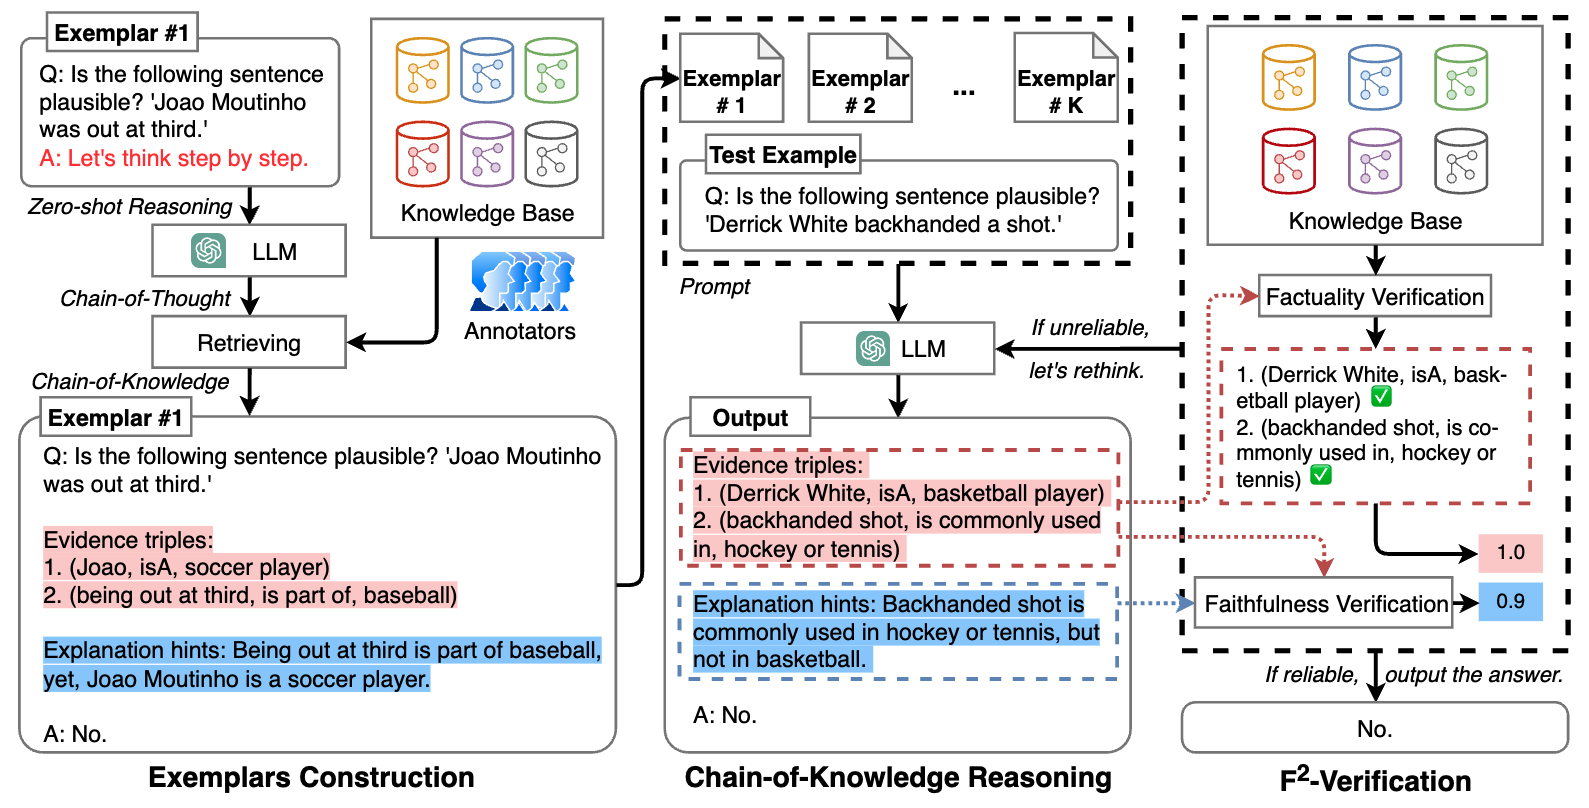 Exemplar #1
Q: Is the following sentence
plausible? 'Joao Moutinho
was out at third.'
A: Let's think step by step.
Zero-shot Reasoning
LLM
Chain-of-Thought
Retrieving
Chain-of-Knowledge
Knowledge Base
Annotators
Exemplar #1
Q: Is the following sentence plausible? 'Joao Moutinho
was out at third.'
Evidence triples:
1. (Joao, isA, soccer player)
2. (being out at third, is part of, baseball)
Explanation hints: Being out at third is part of baseball,
yet, Joao Moutinho is a soccer player.
A: No.
Exemplars Construction
Exemplar
# 1
Exemplar
# 2
...
Exemplar
# K
Test Example
Q: Is the following sentence plausible?
'Derrick White backhanded a shot.'
Prompt
LLM
If unreliable,
let's rethink.
Output
Evidence triples:
1. (Derrick White, isA, basketball player)
2. (backhanded shot, is commonly used
in, hockey or tennis)
Explanation hints: Backhanded shot is
commonly used in hockey or tennis, but
not in basketball.
A: No.
Chain-of-Knowledge Reasoning
Knowledge Base
Factuality Verification
1. (Derrick White, isA, bask-
etball player) ✅
2. (backhanded shot, is co-
mmonly used in, hockey or
tennis) ✅
1.0
Faithfulness Verification
0.9
If reliable, output the answer.
No.
F²-Verification